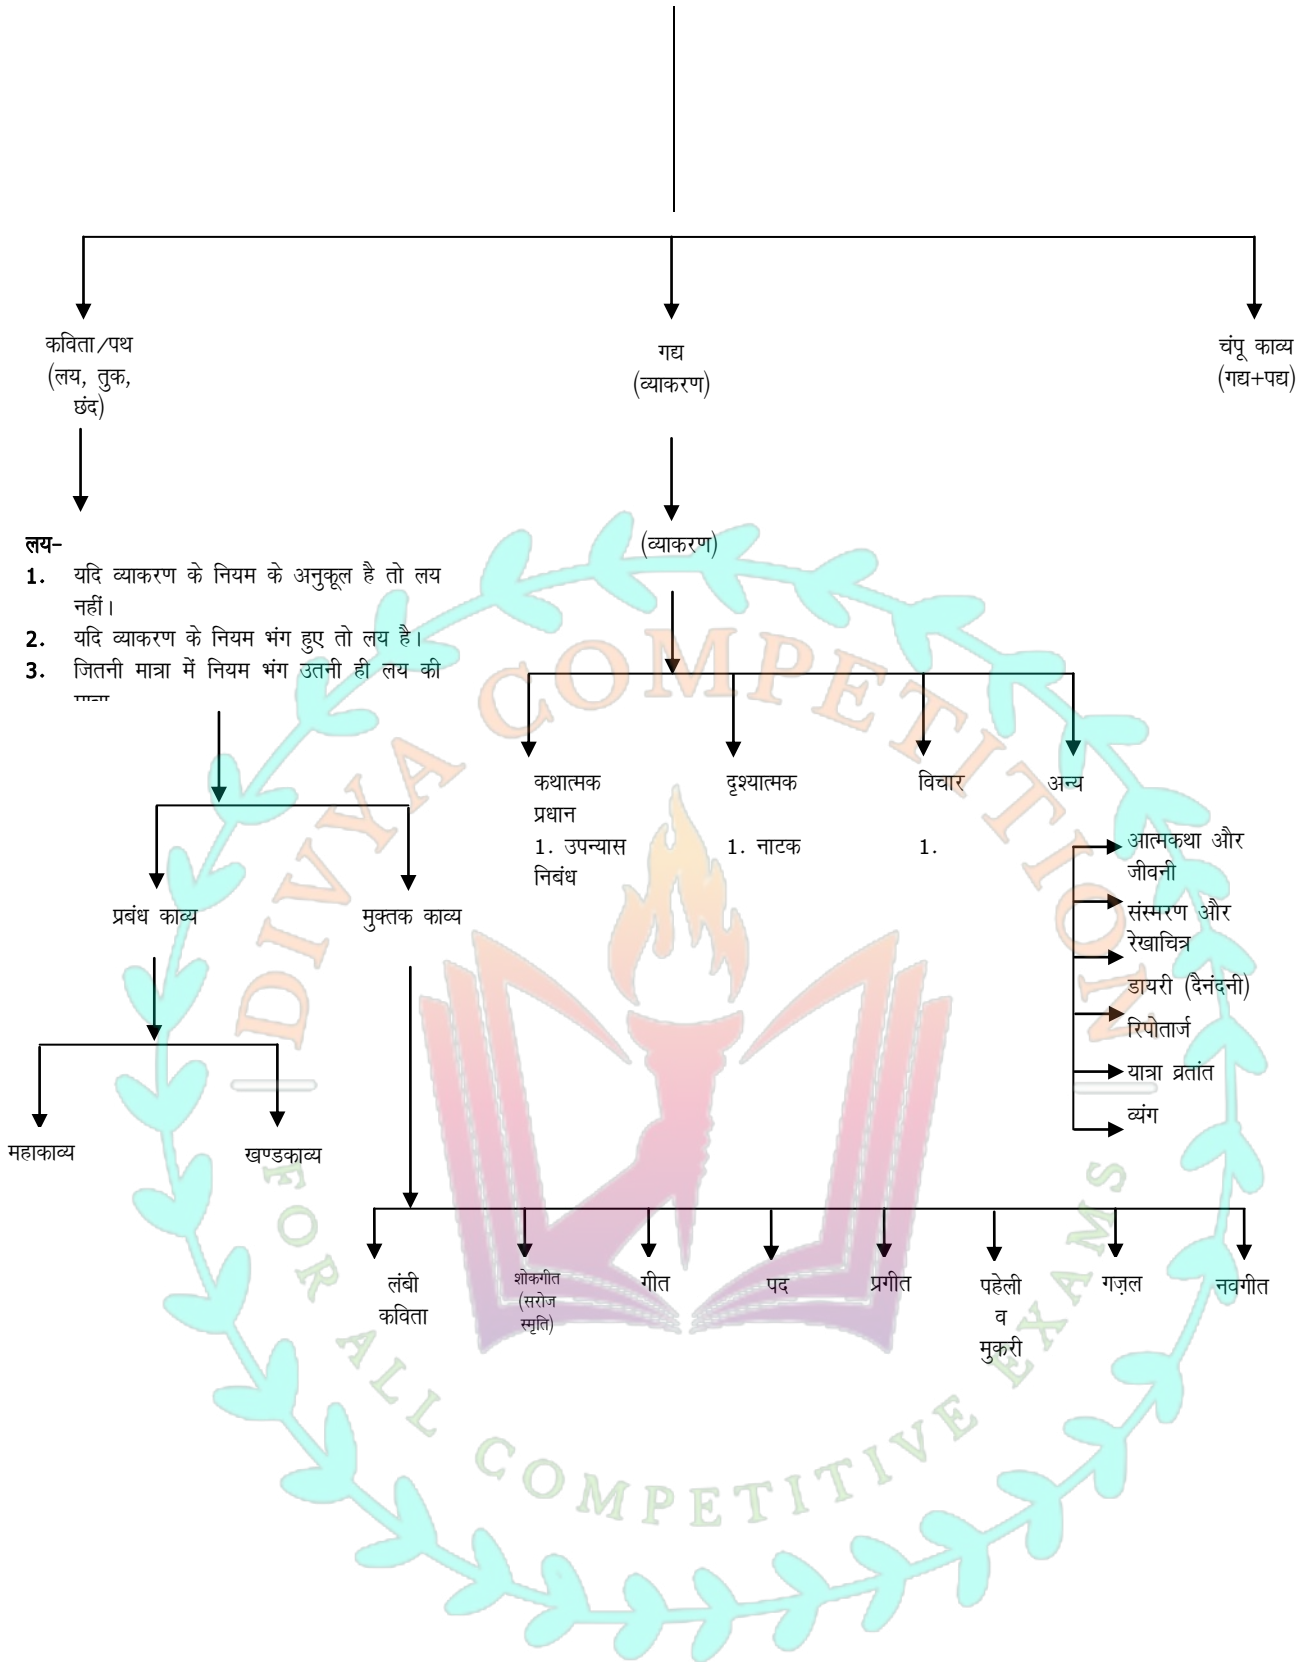 कविता/पथ
(लय, तुक,
छंद)
गद्य
(व्याकरण)
चंपू काव्य
(गद्य+पद्य)
लय-
1. यदि व्याकरण के नियम के अनुकूल है तो लय
नहीं।
2. यदि व्याकरण के नियम भंग हुए तो लय है।
3. जितनी मात्रा में नियम भंग उतनी ही लय की
(व्याकरण)
कथात्मक
प्रधान
1. उपन्यास
निबंध
दृश्यात्मक
1. नाटक
विचार
1.
अन्य
आत्मकथा और
जीवनी
संस्मरण और
रेखाचित्र
डायरी (दैनंदनी)
रिपोतार्ज
यात्रा व्रतांत
व्यंग
प्रबंध काव्य
मुक्तक काव्य
महाकाव्य
खण्डकाव्य
लंबी
कविता
शोकगीत
(सरोज
स्मृति)
गीत
पद
प्रगीत
पहेली
व
मुकरी
गज़ल
नवगीत
DIVYA COMPETITION
FOR ALL COMPETITIVE EXAMS